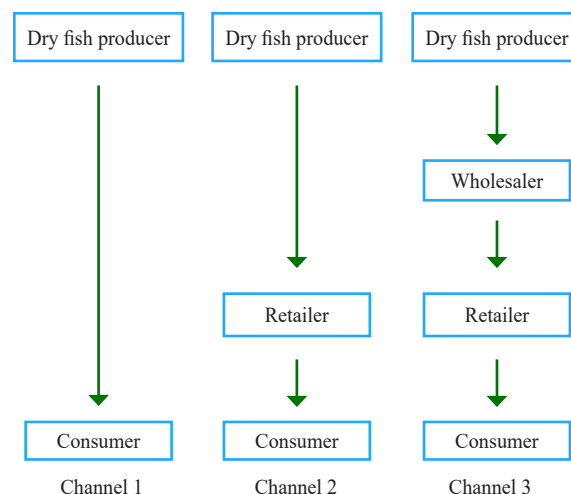 Dry fish producer
Dry fish producer
Dry fish producer
Wholesaler
Retailer
Retailer
Consumer
Consumer
Consumer
Channel 1
Channel 2
Channel 3